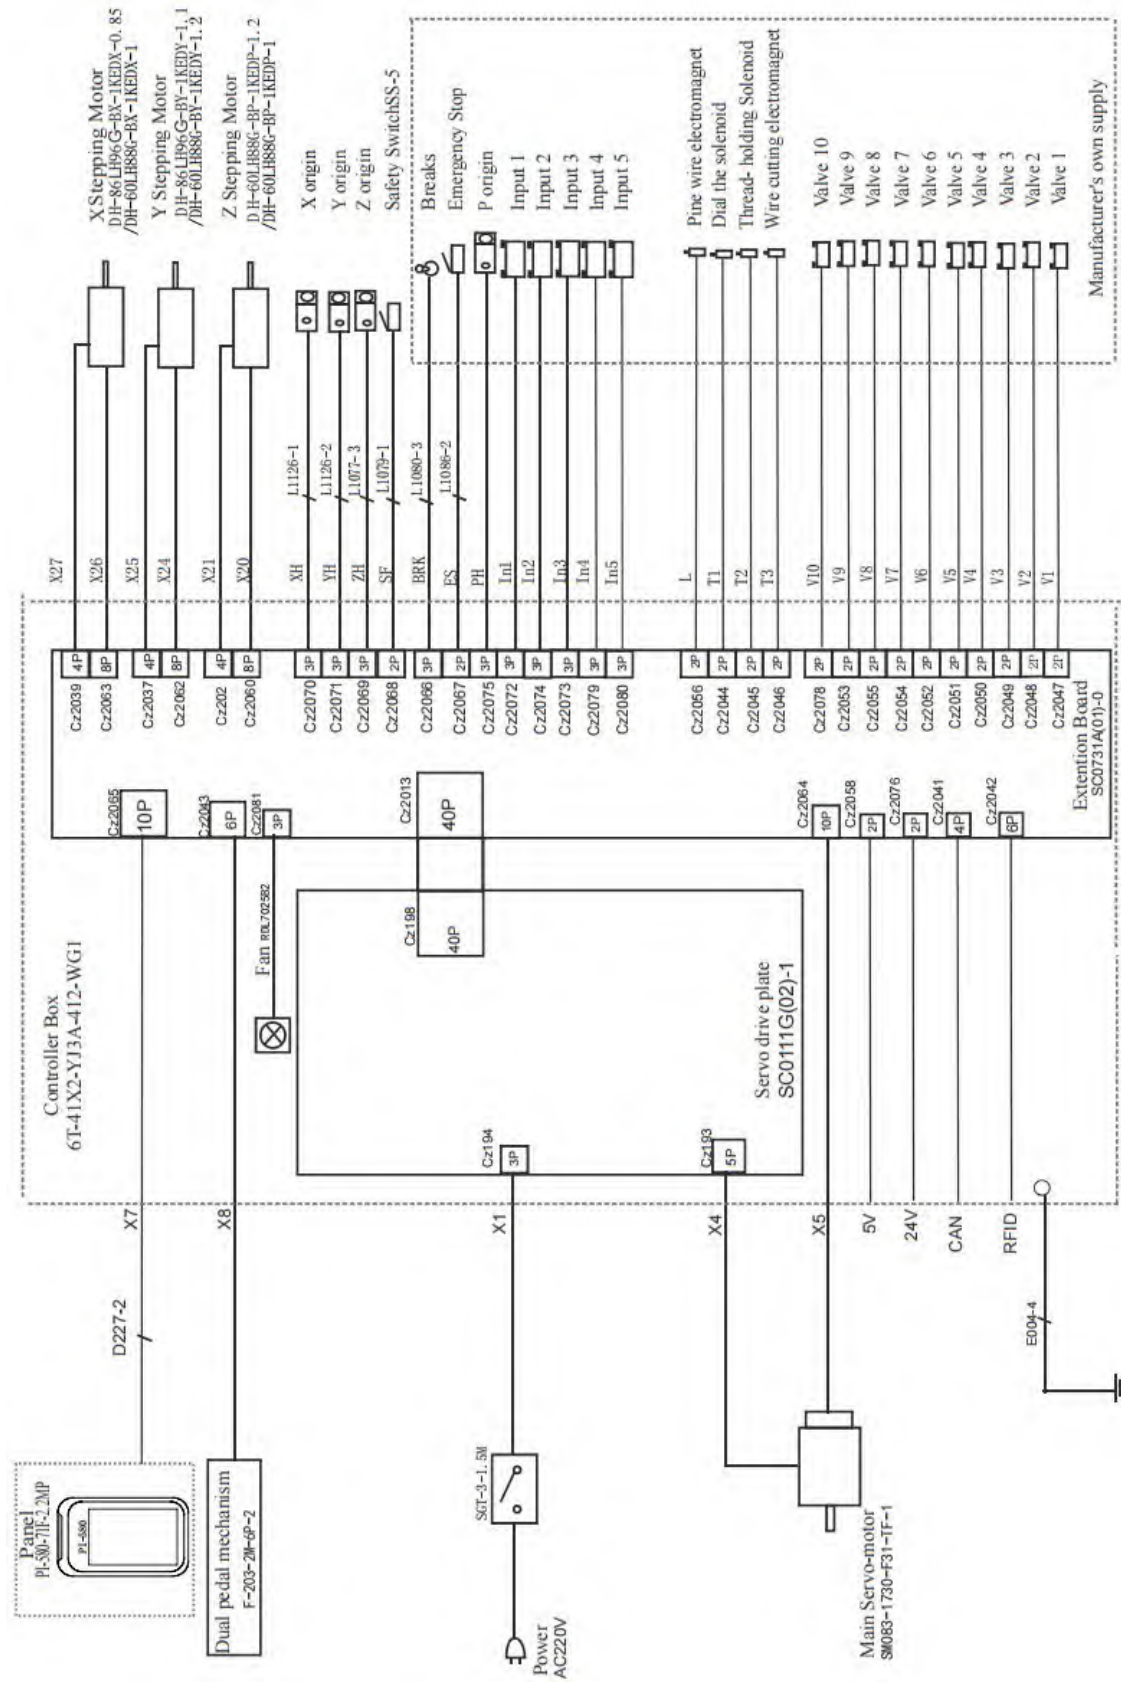 Panel
PI-580-71F-2.2MP
PI-580
Dual pedal mechanism
F-203-2M-6P-2
Power
AC220V
SGT-3-1.5M
Main Servo-motor
SM083-1730-F31-TF-1
D227-2
E004-4
X7
X8
X1
X4
X5
5V
24V
CAN
RFID
Controller Box
6T-41X2-YJ3A-412-WG1
Fan RDL702582
Cz194
3P
Cz193
5P
Servo drive plate
SC0111G(02)-1
Cz198
40P
Cz2013
40P
Cz2065
10P
Cz2043
6P
Cz2081
3P
Cz2064
10P
Cz2058
2P
Cz2076
2P
Cz2041
4P
Cz2042
6P
Extention Board
SC0731A(01)-0
Cz2039 4P X27
Cz2063 8P X26
Cz2037 4P X25
Cz2062 8P X24
Cz202 4P X21
Cz2060 8P X20
Cz2070 3P XH L1126-1 X origin
Cz2071 3P YH L1126-2 Y origin
Cz2069 3P ZH L1077-3 Z origin
Cz2068 2P SF L1079-1 Safety SwitchSS-5
Cz2066 3P BRK L1080-3 Breaks
Cz2067 2P ES L1086-2 Emergency Stop
Cz2075 3P PH P origin
Cz2072 3P In1 Input 1
Cz2074 3P In2 Input 2
Cz2073 3P In3 Input 3
Cz2079 3P In4 Input 4
Cz2080 3P In5 Input 5
Cz2056 2P L Pine wire electromagnet
Cz2044 2P T1 Dial the solenoid
Cz2045 2P T2 Thread- holding Solenoid
Cz2046 2P T3 Wire cutting electromagnet
Cz2078 2P V10 Valve 10
Cz2053 2P V9 Valve 9
Cz2055 2P V8 Valve 8
Cz2054 2P V7 Valve 7
Cz2052 2P V6 Valve 6
Cz2051 2P V5 Valve 5
Cz2050 2P V4 Valve 4
Cz2049 2P V3 Valve 3
Cz2048 2P V2 Valve 2
Cz2047 2P V1 Valve 1
X Stepping Motor
DH-86LH96G-BX-1KEDX-0.85
/DH-60LH88G-BX-1KEDX-1
Y Stepping Motor
DH-86LH96G-BY-1KEDY-1.1
/DH-60LH88G-BY-1KEDY-1.2
Z Stepping Motor
DH-60LH88G-BP-1KEDP-1.2
/DH-60LH88G-BP-1KEDP-1
Manufacturer's own supply